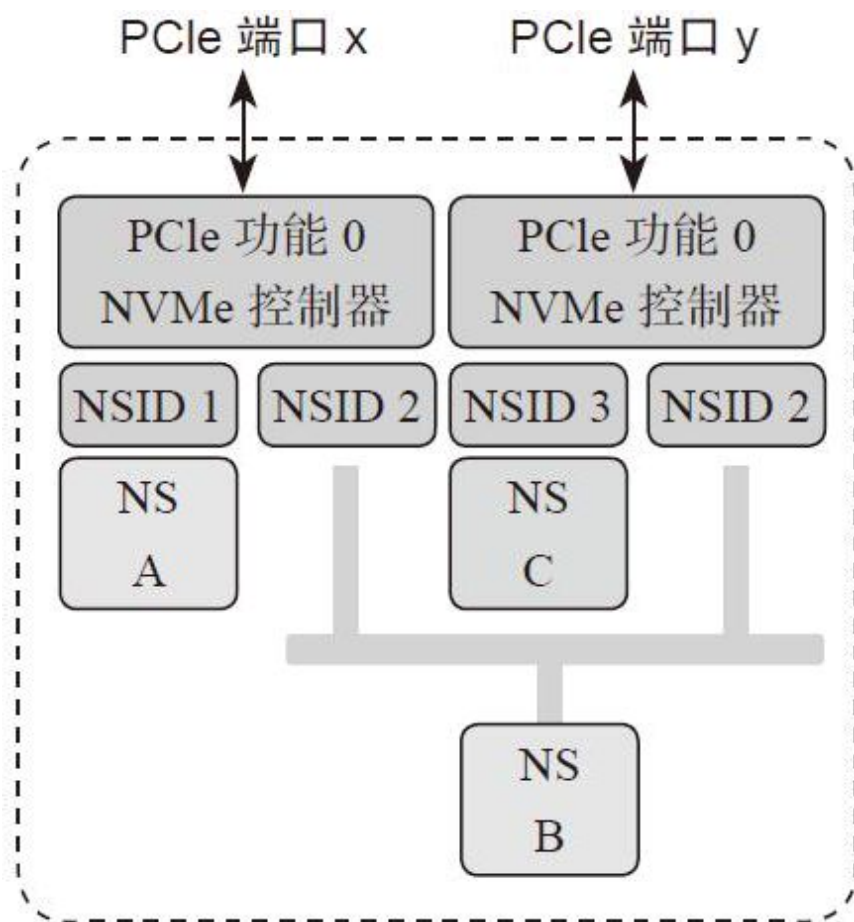 PCIe 端口 x
PCIe 端口 y
PCIe 功能 0
NVMe 控制器
PCIe 功能 0
NVMe 控制器
NSID 1
NSID 2
NSID 3
NSID 2
NS
A
NS
C
NS
B